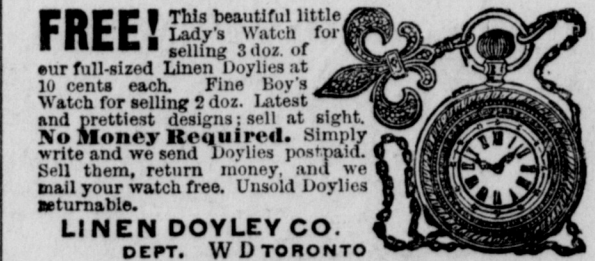 FREE! This beautiful little
Lady's Watch for
selling 3 doz. of
our full-sized Linen Doylies at
10 cents each. Fine Boy's
Watch for selling 2 doz. Latest
and prettiest designs; sell at sight.
No Money Required. Simply
write and we send Doylies postpaid.
Sell them, return money, and we
mail your watch free. Unsold Doylies
returnable.
LINEN DOYLEY CO.
DEPT. W D TORONTO